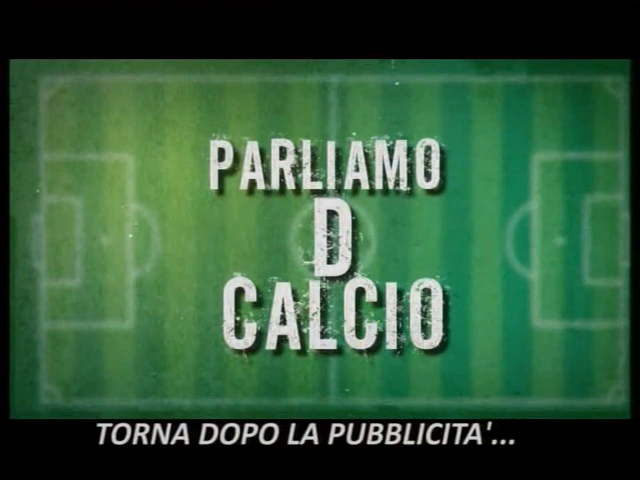 PARLIAMO
D
CALCIO
TORNA DOPO LA PUBBLICITA'...